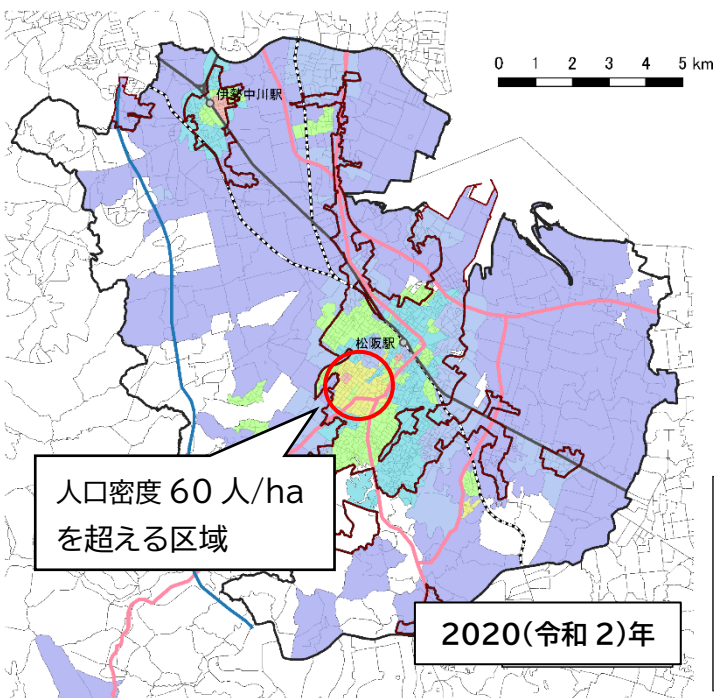 0 1 2 3 4 5 km
伊勢中川駅
松阪駅
人口密度 60 人/ha
を超える区域
2020(令和 2)年